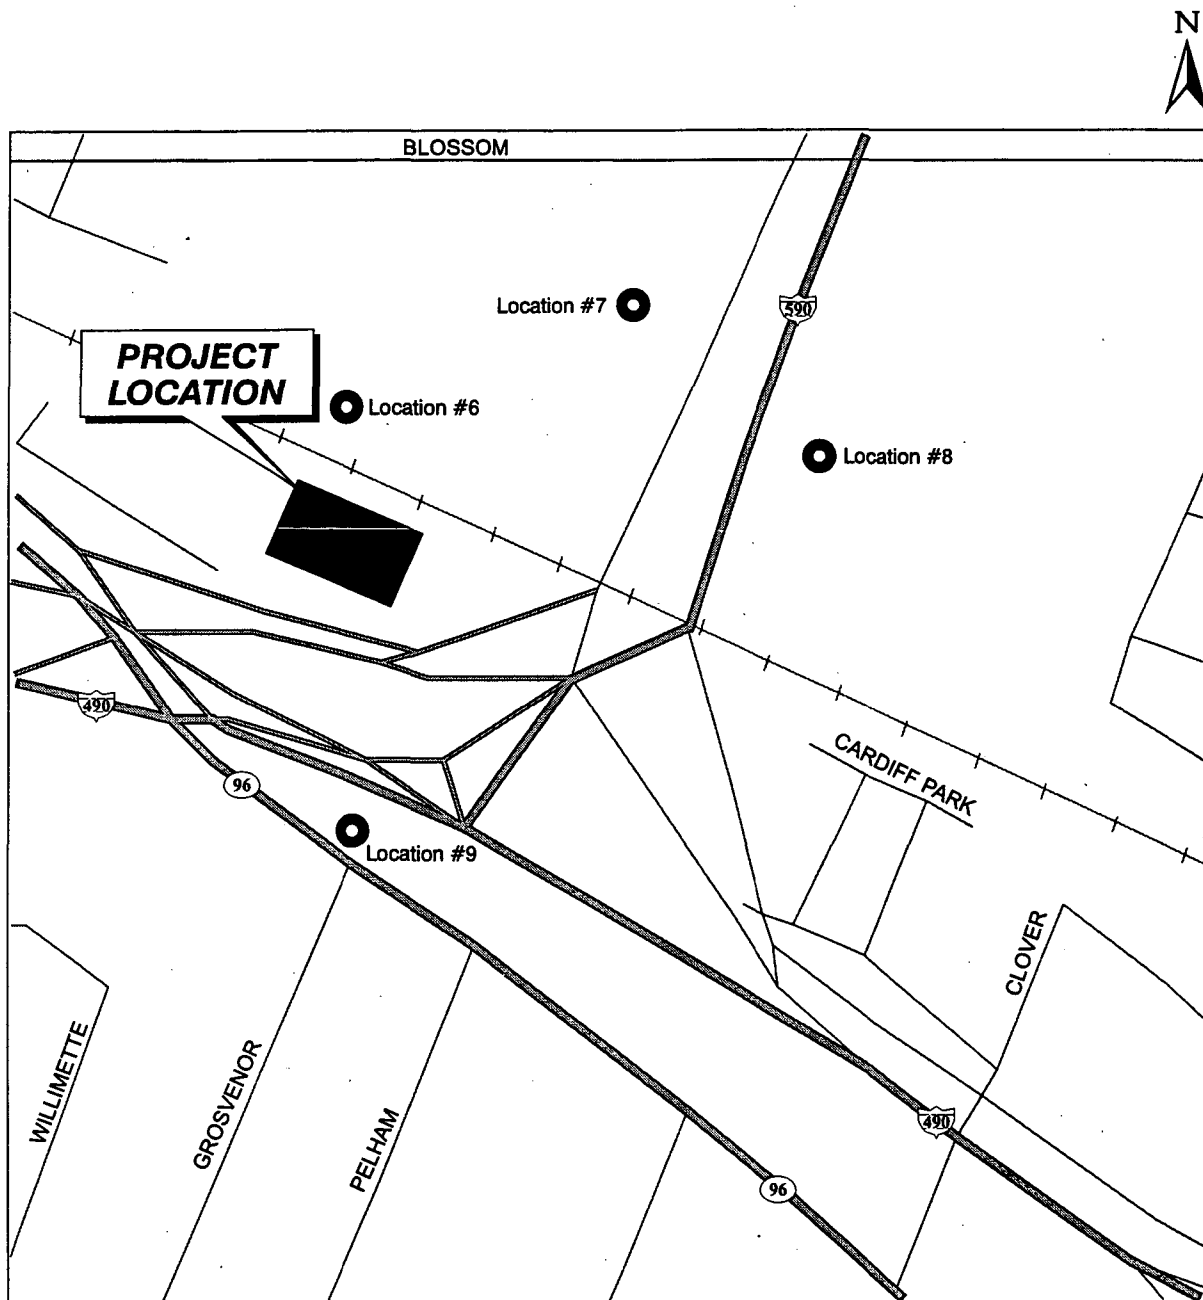 N
BLOSSOM
Location #7
590
PROJECT
LOCATION
Location #6
Location #8
490
CARDIFF PARK
96
Location #9
CLOVER
WILLIMETTE
GROSVENOR
PELHAM
490
96